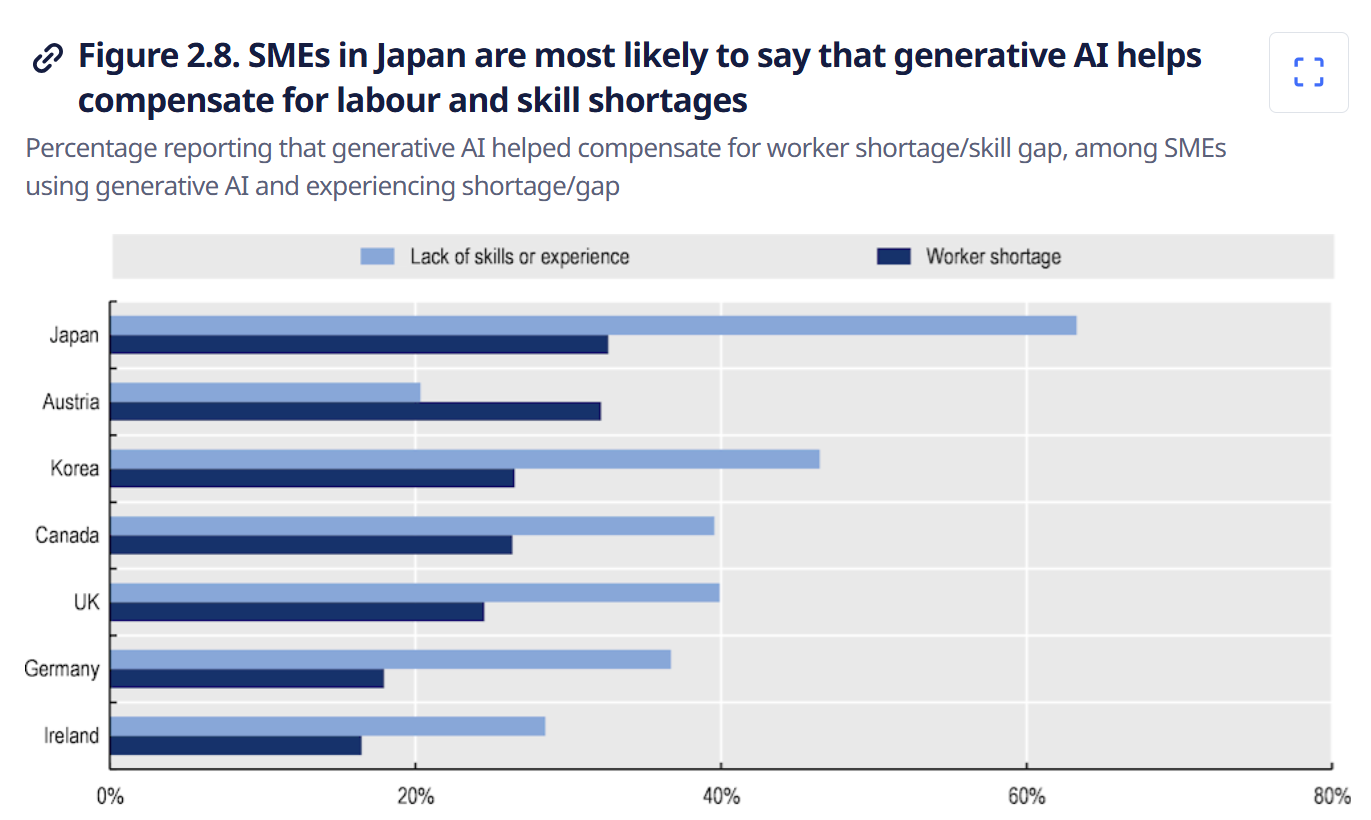 Figure 2.8. SMEs in Japan are most likely to say that generative AI helps
compensate for labour and skill shortages
Percentage reporting that generative AI helped compensate for worker shortage/skill gap, among SMEs
using generative AI and experiencing shortage/gap
Lack of skills or experience Worker shortage
Japan
Austria
Korea
Canada
UK
Germany
Ireland
0% 20% 40% 60% 80%